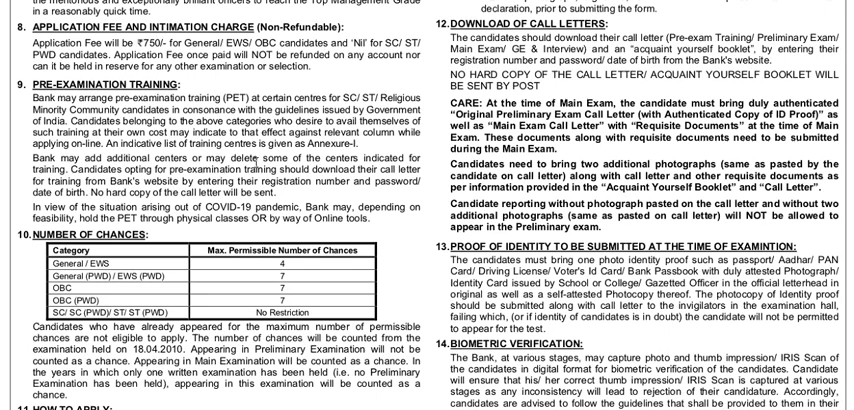 the meritorious and exceptionally brilliant officers to reach the Top Management Grade
in a reasonably quick time.
8. APPLICATION FEE AND INTIMATION CHARGE (Non-Refundable):
Application Fee will be ₹750/- for General/ EWS/ OBC candidates and ‘Nil’ for SC/ ST/
PWD candidates. Application Fee once paid will NOT be refunded on any account nor
can it be held in reserve for any other examination or selection.
9. PRE-EXAMINATION TRAINING:
Bank may arrange pre-examination training (PET) at certain centres for SC/ ST/ Religious
Minority Community candidates in consonance with the guidelines issued by Government
of India. Candidates belonging to the above categories who desire to avail themselves of
such training at their own cost may indicate to that effect against relevant column while
applying on-line. An indicative list of training centres is given as Annexure-I.
Bank may add additional centers or may delete some of the centers indicated for
training. Candidates opting for pre-examination training should download their call letter
for training from Bank's website by entering their registration number and password/
date of birth. No hard copy of the call letter will be sent.
In view of the situation arising out of COVID-19 pandemic, Bank may, depending on
feasibility, hold the PET through physical classes OR by way of Online tools.
10. NUMBER OF CHANCES:
Category Max. Permissible Number of Chances
General / EWS 4
General (PWD) / EWS (PWD) 7
OBC 7
OBC (PWD) 7
SC/ SC (PWD)/ ST/ ST (PWD) No Restriction
Candidates who have already appeared for the maximum number of permissible
chances are not eligible to apply. The number of chances will be counted from the
examination held on 18.04.2010. Appearing in Preliminary Examination will not be
counted as a chance. Appearing in Main Examination will be counted as a chance. In
the years in which only one written examination has been held (i.e. no Preliminary
Examination has been held), appearing in this examination will be counted as a
chance.
11. HOW TO APPLY:
declaration, prior to submitting the form.
12. DOWNLOAD OF CALL LETTERS:
The candidates should download their call letter (Pre-exam Training/ Preliminary Exam/
Main Exam/ GE & Interview) and an “acquaint yourself booklet”, by entering their
registration number and password/ date of birth from the Bank's website.
NO HARD COPY OF THE CALL LETTER/ ACQUAINT YOURSELF BOOKLET WILL
BE SENT BY POST
CARE: At the time of Main Exam, the candidate must bring duly authenticated
“Original Preliminary Exam Call Letter (with Authenticated Copy of ID Proof)” as
well as “Main Exam Call Letter” with “Requisite Documents” at the time of Main
Exam. These documents along with requisite documents need to be submitted
during the Main Exam.
Candidates need to bring two additional photographs (same as pasted by the
candidate on call letter) along with call letter and other requisite documents as
per information provided in the “Acquaint Yourself Booklet” and “Call Letter”.
Candidate reporting without photograph pasted on the call letter and without two
additional photographs (same as pasted on call letter) will NOT be allowed to
appear in the Preliminary exam.
13. PROOF OF IDENTITY TO BE SUBMITTED AT THE TIME OF EXAMINTION:
The candidates must bring one photo identity proof such as passport/ Aadhar/ PAN
Card/ Driving License/ Voter's Id Card/ Bank Passbook with duly attested Photograph/
Identity Card issued by School or College/ Gazetted Officer in the official letterhead in
original as well as a self-attested Photocopy thereof. The photocopy of Identity proof
should be submitted along with call letter to the invigilators in the examination hall,
failing which, (or if identity of candidates is in doubt) the candidate will not be permitted
to appear for the test.
14. BIOMETRIC VERIFICATION:
The Bank, at various stages, may capture photo and thumb impression/ IRIS Scan of
the candidates in digital format for biometric verification of the candidates. Candidate
will ensure that his/ her correct thumb impression/ IRIS Scan is captured at various
stages as any inconsistency will lead to rejection of their candidature. Accordingly,
candidates are advised to follow the guidelines that shall be provided to them in their